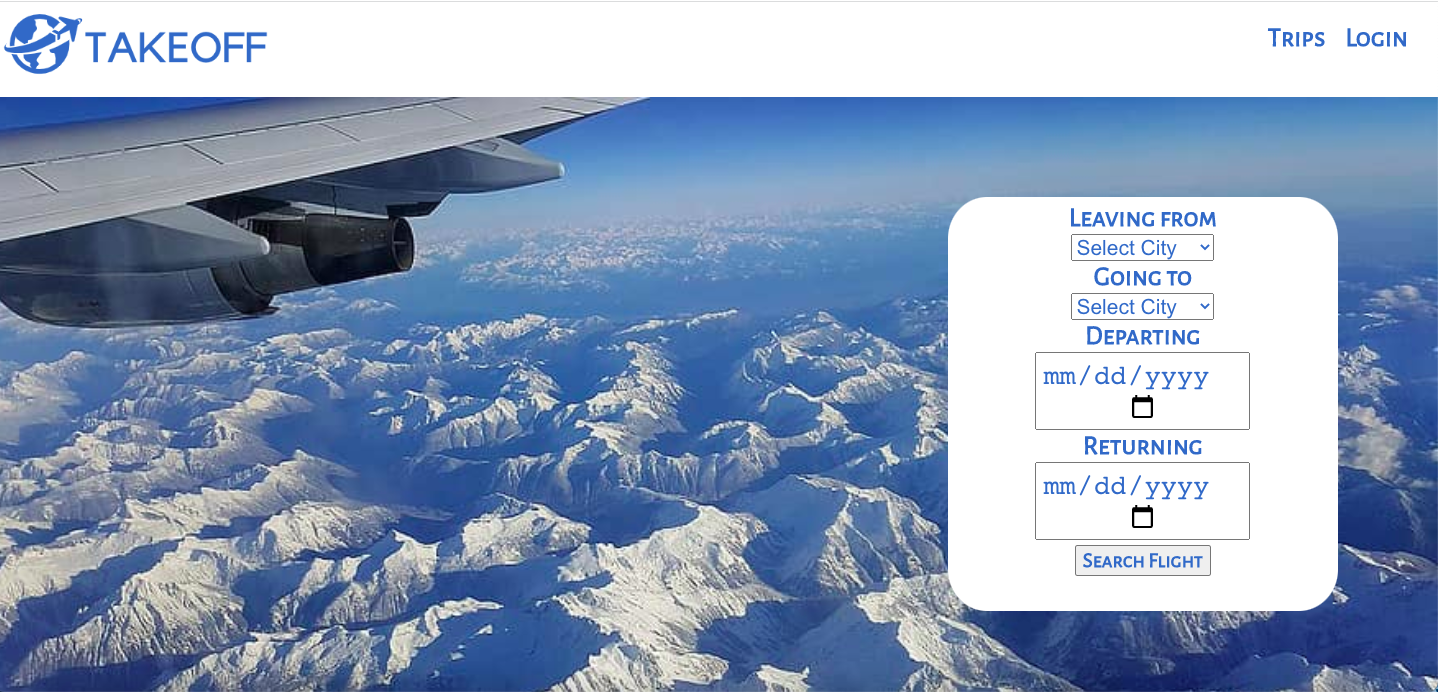 TAKEOFF
Trips Login
Leaving from
Select City
Going to
Select City
Departing
mm/dd/yyyy
Returning
mm/dd/yyyy
Search Flight